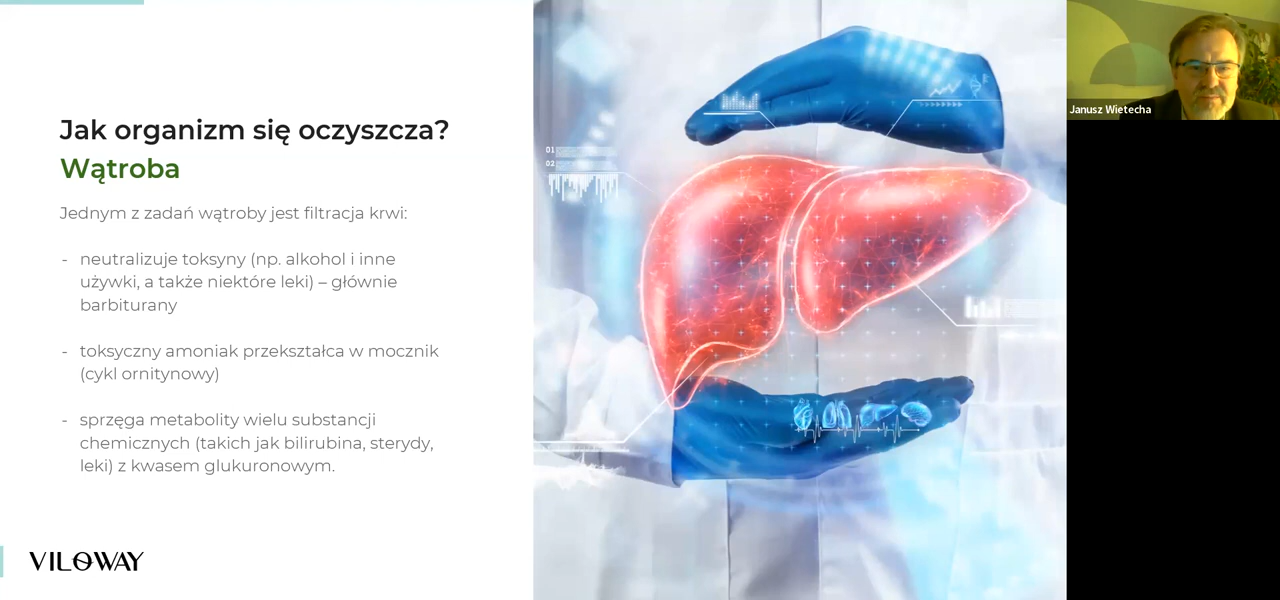 Jak organizm się oczyszcza?
Wątroba
Jednym z zadań wątroby jest filtracja krwi:
- neutralizuje toksyny (np. alkohol i inne
używki, a także niektóre leki) – głównie
barbiturany
- toksyczny amoniak przekształca w mocznik
(cykl ornitynowy)
- sprzęga metabolity wielu substancji
chemicznych (takich jak bilirubina, sterydy,
leki) z kwasem glukuronowym.
VILOWAY
01
02
Janusz Wietecha